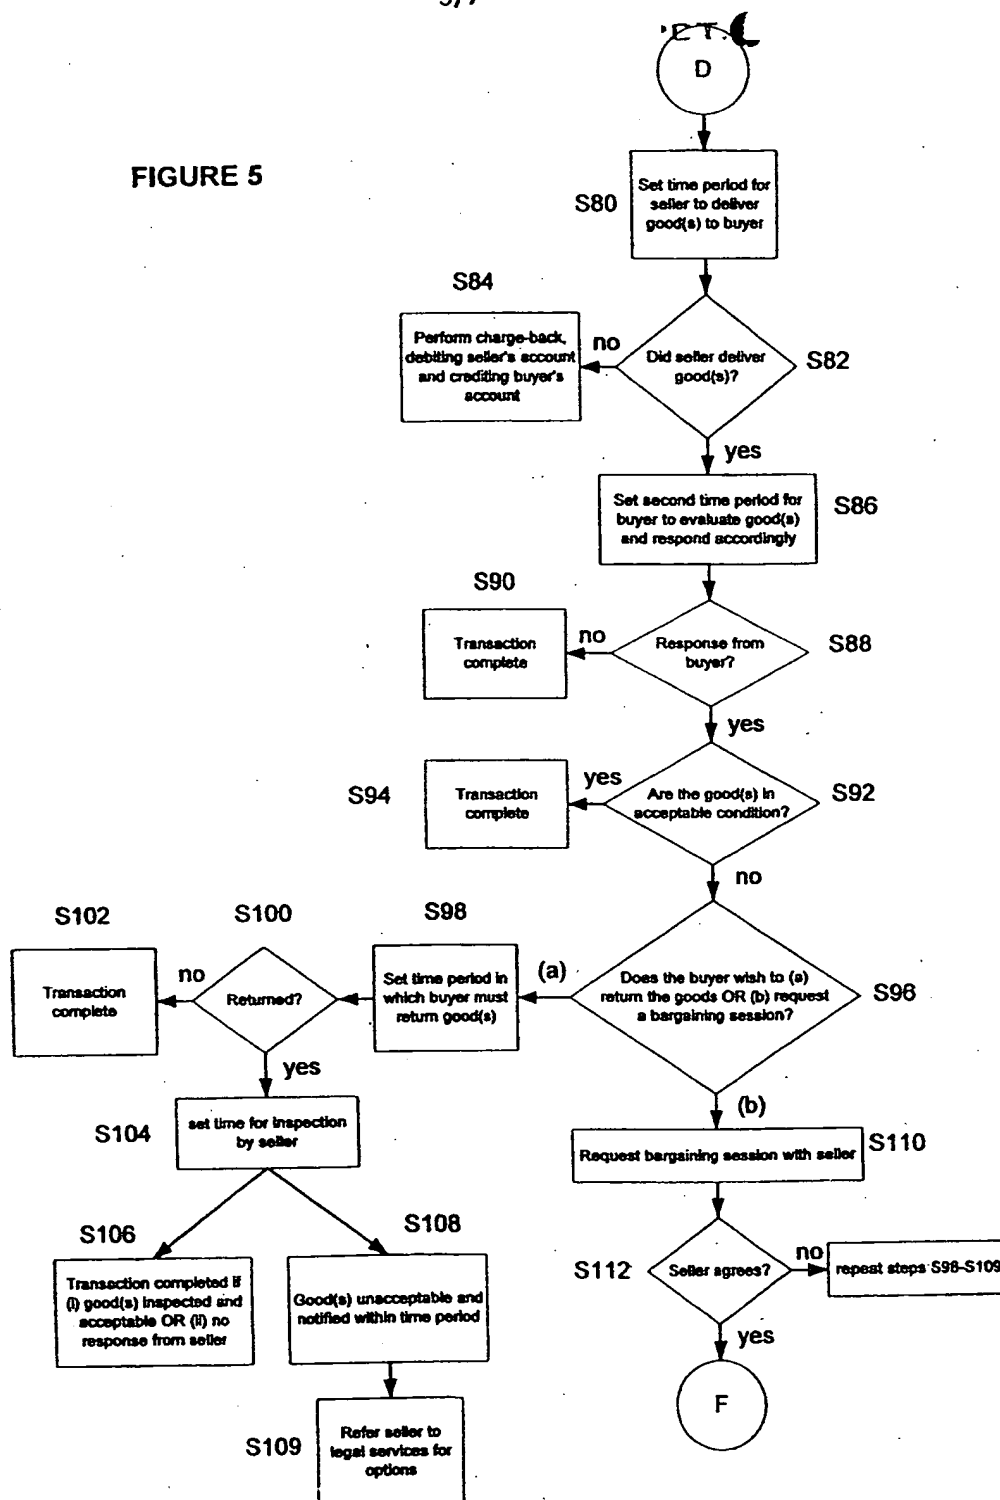 D
FIGURE 5
S80
Set time period for
seller to deliver
good(s) to buyer
S84
Perform charge-back,
debiting seller's account
and crediting buyer's
account
no
Did seller deliver
good(s)?
S82
yes
Set second time period for
buyer to evaluate good(s)
and respond accordingly
S86
S90
Transaction
complete
no
Response from
buyer?
S88
yes
S94
Transaction
complete
yes
Are the good(s) in
acceptable condition?
S92
no
S102
S100
S98
Transaction
complete
no
Returned?
Set time period in
which buyer must
return good(s)
(a)
Does the buyer wish to (a)
return the goods OR (b) request
a bargaining session?
S96
yes
(b)
S104
set time for inspection
by seller
Request bargaining session with seller
S110
S106
S108
Transaction completed if
(i) good(s) inspected and
acceptable OR (ii) no
response from seller
Good(s) unacceptable and
notified within time period
S112
Seller agrees?
no
repeat steps S98-S109
yes
F
S109
Refer seller to
legal services for
options